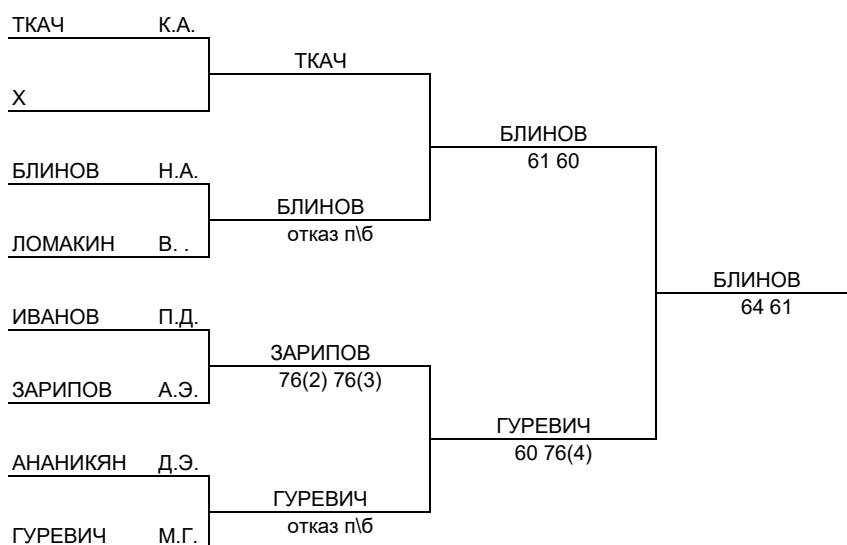 ТКАЧ К.А.
ТКАЧ
Х
БЛИНОВ
61 60
БЛИНОВ Н.А.
БЛИНОВ
отказ п\б
ЛОМАКИН В. .
БЛИНОВ
64 61
ИВАНОВ П.Д.
ЗАРИПОВ
76(2) 76(3)
ЗАРИПОВ А.Э.
ГУРЕВИЧ
60 76(4)
АНАНИКЯН Д.Э.
ГУРЕВИЧ
отказ п\б
ГУРЕВИЧ М.Г.